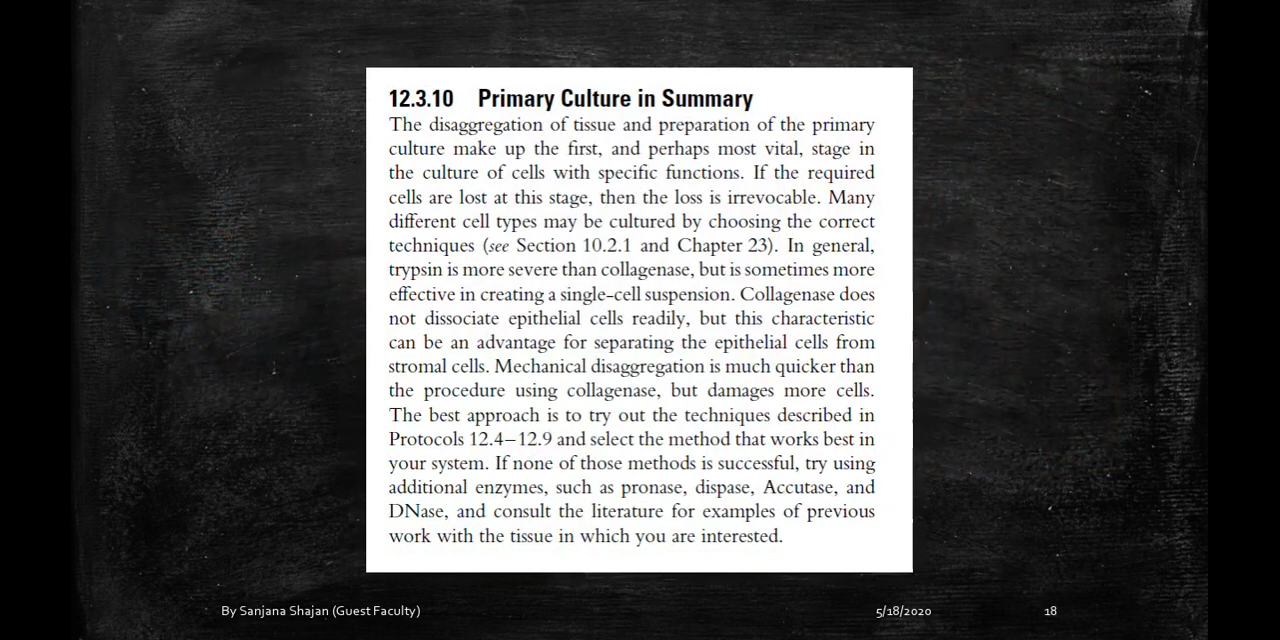 12.3.10 Primary Culture in Summary
The disaggregation of tissue and preparation of the primary
culture make up the first, and perhaps most vital, stage in
the culture of cells with specific functions. If the required
cells are lost at this stage, then the loss is irrevocable. Many
different cell types may be cultured by choosing the correct
techniques (see Section 10.2.1 and Chapter 23). In general,
trypsin is more severe than collagenase, but is sometimes more
effective in creating a single-cell suspension. Collagenase does
not dissociate epithelial cells readily, but this characteristic
can be an advantage for separating the epithelial cells from
stromal cells. Mechanical disaggregation is much quicker than
the procedure using collagenase, but damages more cells.
The best approach is to try out the techniques described in
Protocols 12.4–12.9 and select the method that works best in
your system. If none of those methods is successful, try using
additional enzymes, such as pronase, dispase, Accutase, and
DNase, and consult the literature for examples of previous
work with the tissue in which you are interested.
By Sanjana Shajan (Guest Faculty) 5/18/2020 18